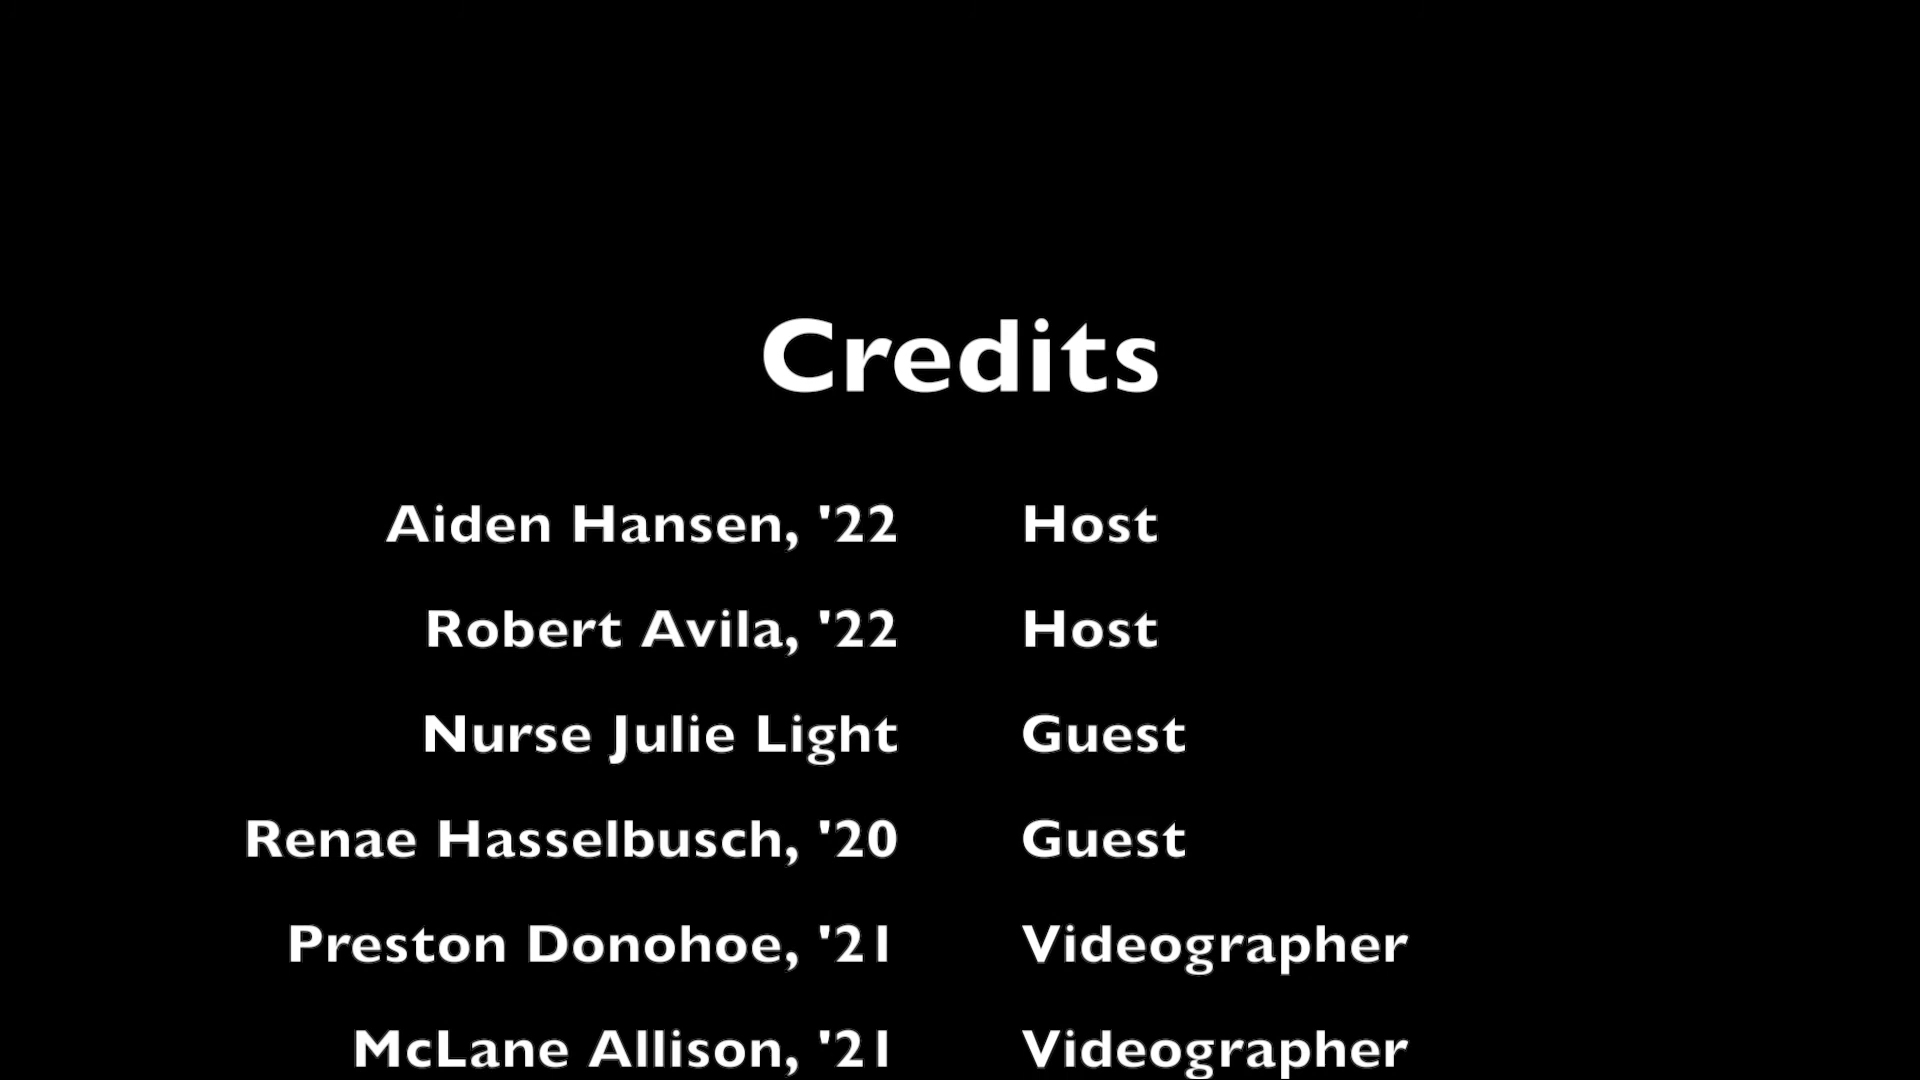 Credits
Aiden Hansen, '22 Host
Robert Avila, '22 Host
Nurse Julie Light Guest
Renae Hasselbusch, '20 Guest
Preston Donohoe, '21 Videographer
McLane Allison, '21 Videographer